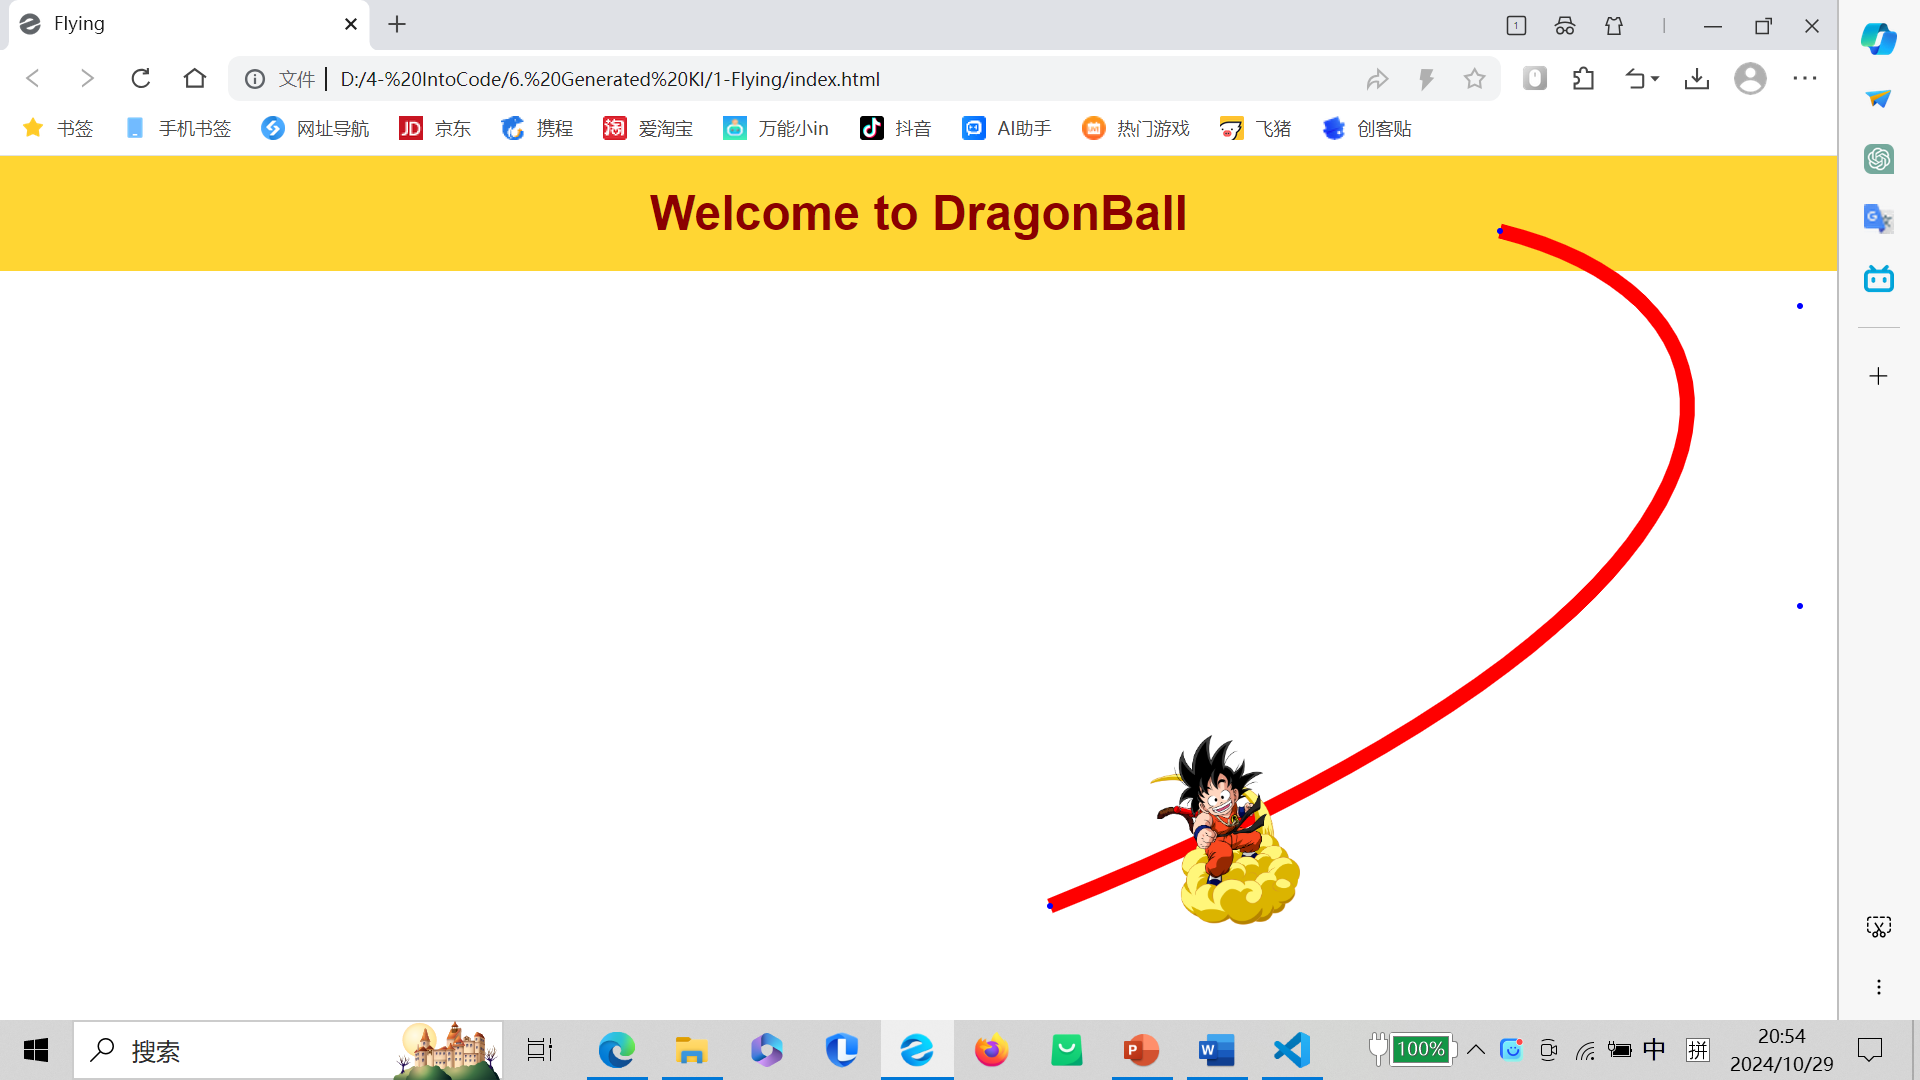 Flying
1
文件 D:/4-%20IntoCode/6.%20Generated%20KI/1-Flying/index.html
书签 手机书签 网址导航 JD 京东 携程 淘 爱淘宝 万能小in 抖音 AI助手 热门游戏 飞猪 创客贴
Welcome to DragonBall
搜索
P
W
100%
中
拼
20:54
2024/10/29